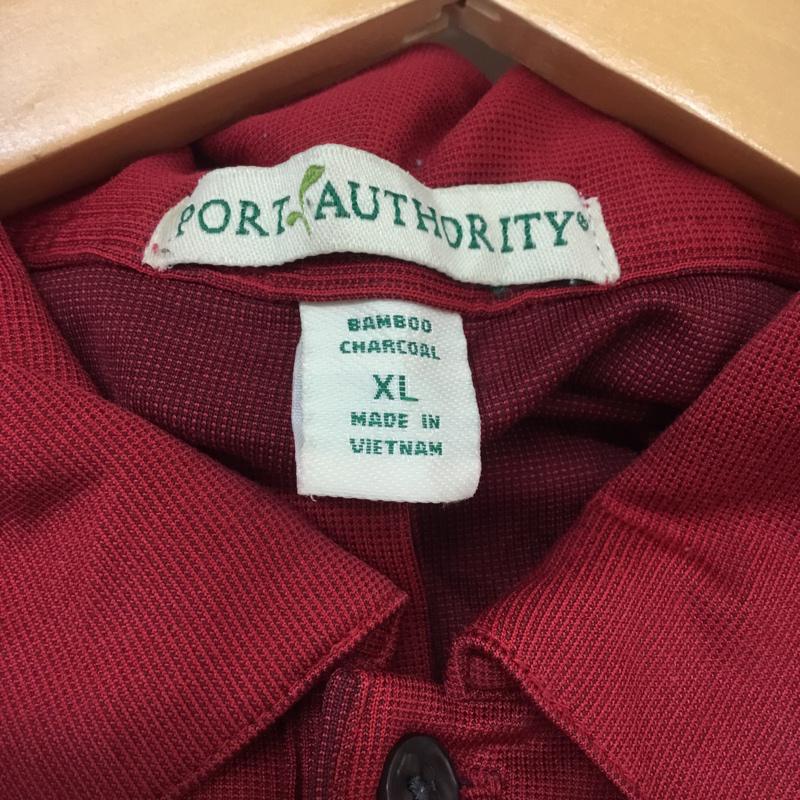 PORT AUTHORITY®
BAMBOO
CHARCOAL
XL
MADE IN
VIETNAM